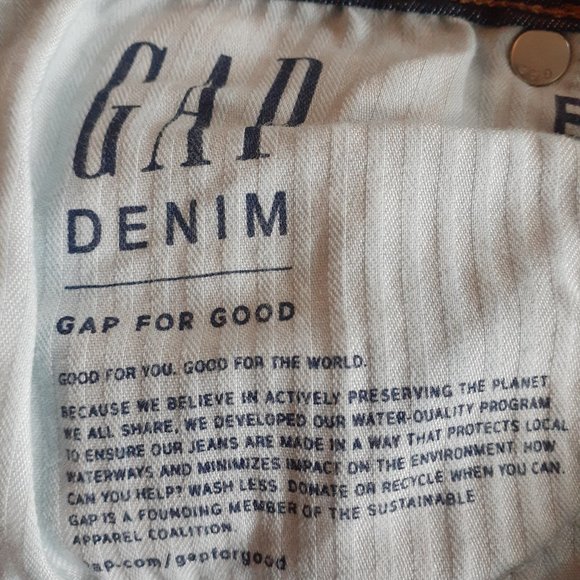 GAP
DENIM
GAP FOR GOOD
GOOD FOR YOU. GOOD FOR THE WORLD.
BECAUSE WE BELIEVE IN ACTIVELY PRESERVING THE PLANET
WE ALL SHARE, WE DEVELOPED OUR WATER-QUALITY PROGRAM
TO ENSURE OUR JEANS ARE MADE IN A WAY THAT PROTECTS LOCAL
WATERWAYS AND MINIMIZES IMPACT ON THE ENVIRONMENT. HOW
CAN YOU HELP? WASH LESS. DONATE OR RECYCLE WHEN YOU CAN.
GAP IS A FOUNDING MEMBER OF THE SUSTAINABLE
APPAREL COALITION.
ap-com/gapforgood